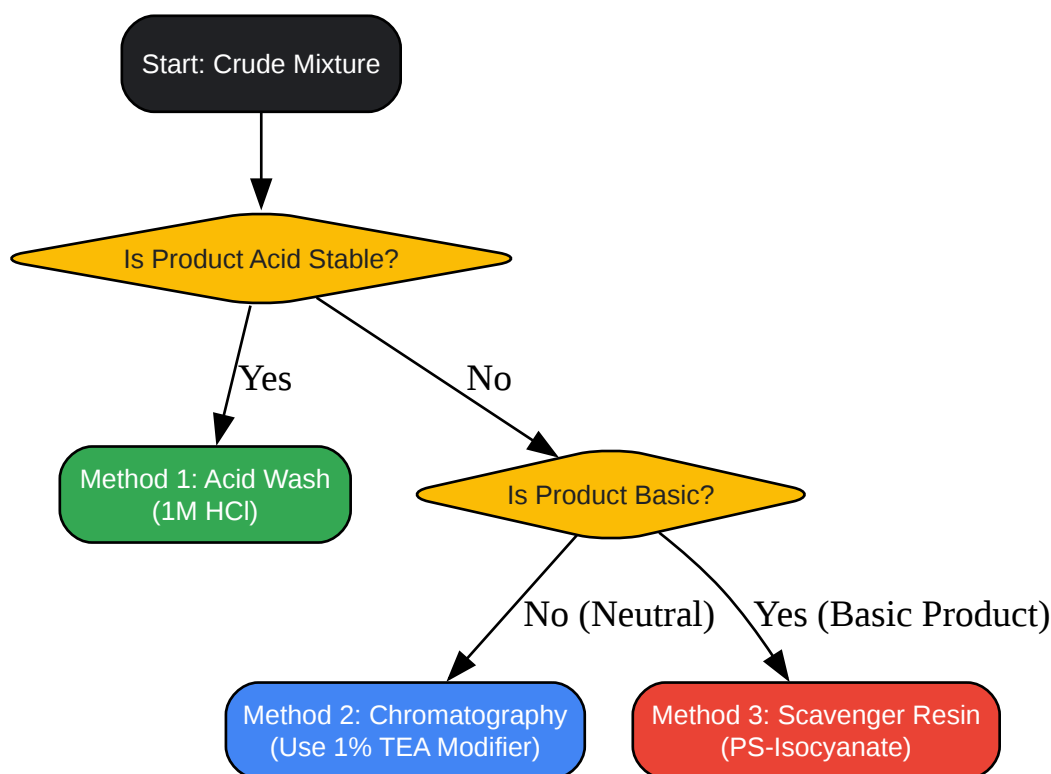 Start: Crude Mixture
Is Product Acid Stable?
Yes
No
Method 1: Acid Wash
(1M HCl)
Is Product Basic?
No (Neutral)
Yes (Basic Product)
Method 2: Chromatography
(Use 1% TEA Modifier)
Method 3: Scavenger Resin
(PS-Isocyanate)